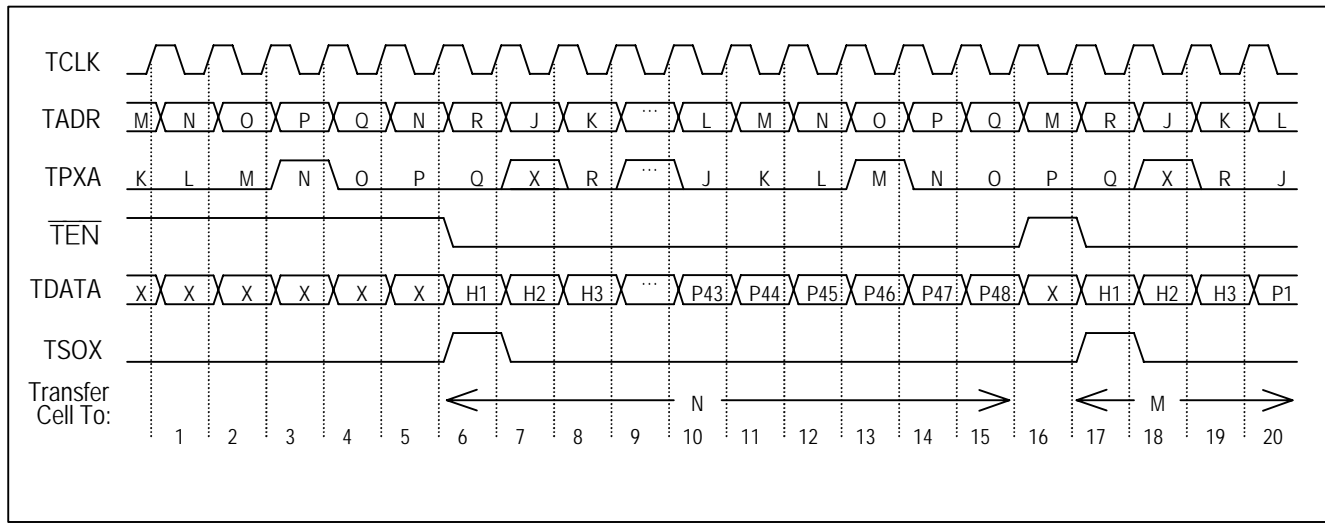 TCLK
TADR M N O P Q N R J K ... L M N O P Q M R J K L
TPXA K L M N O P Q X R ... J K L M N O P Q X R J
TEN
TDATA X X X X X X H1 H2 H3 ... P43 P44 P45 P46 P47 P48 X H1 H2 H3 P1
TSOX
Transfer
Cell To: N M
1 2 3 4 5 6 7 8 9 10 11 12 13 14 15 16 17 18 19 20